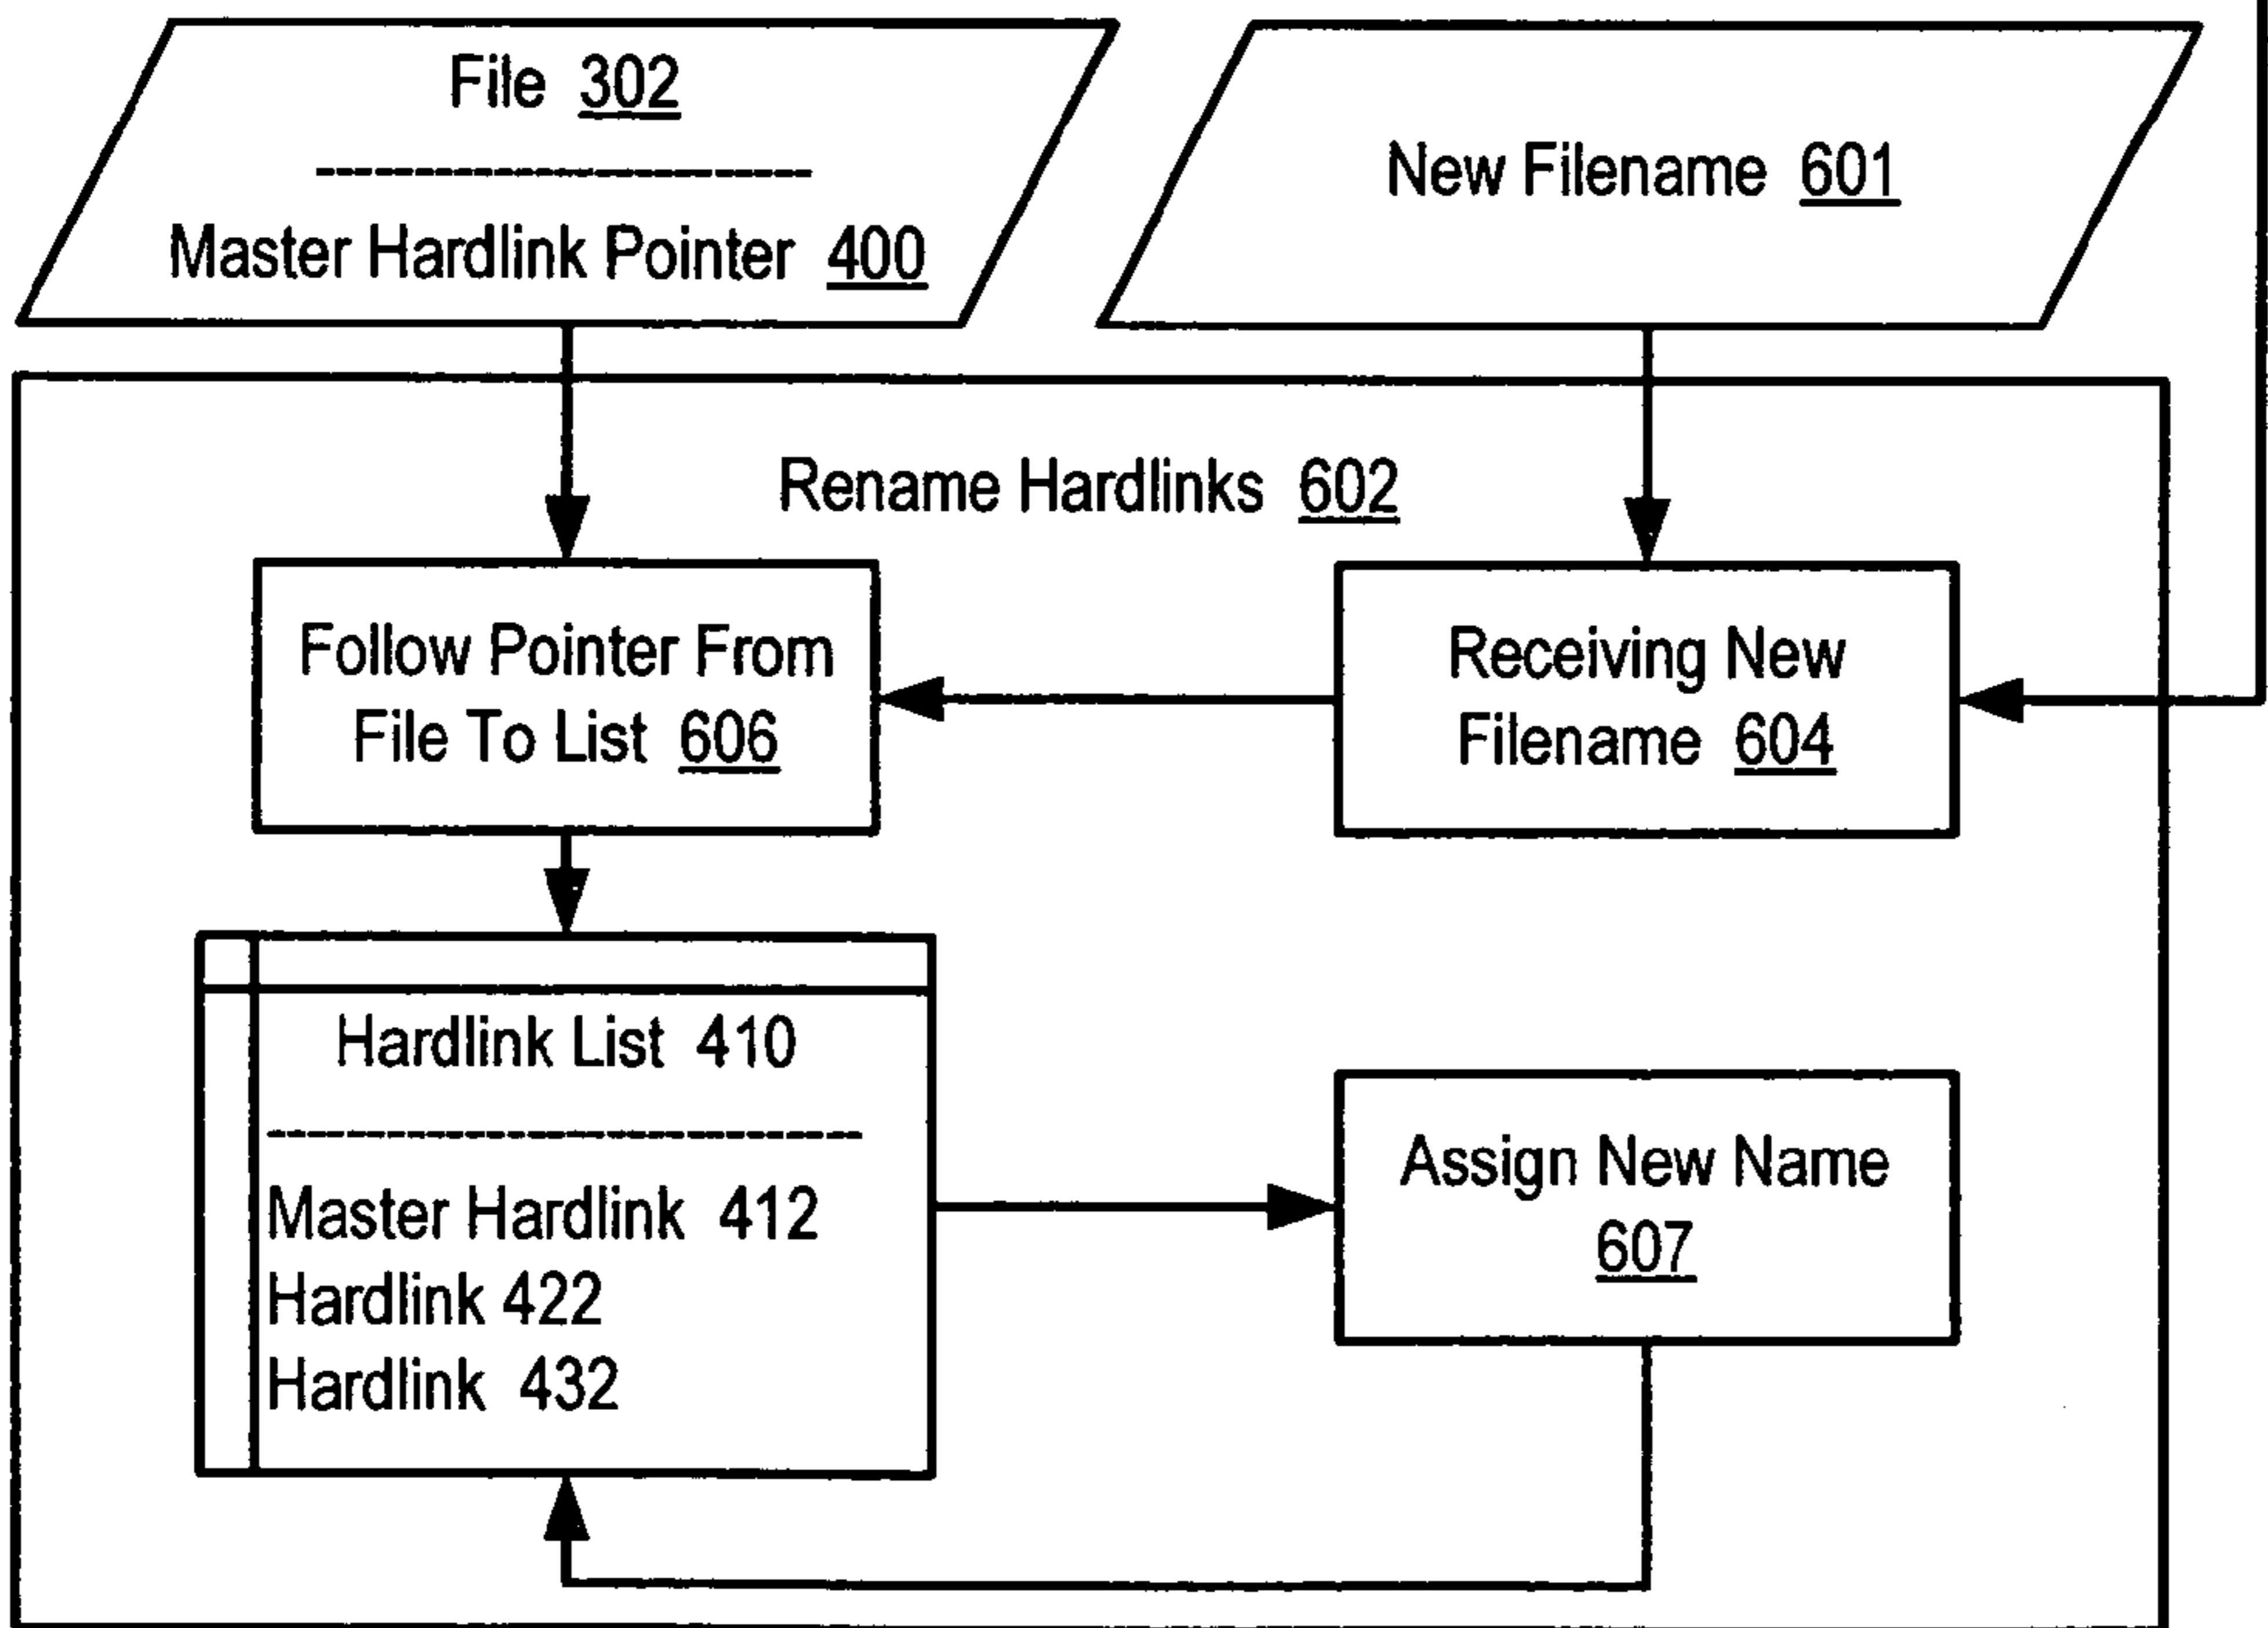 File 302
Master Hardlink Pointer 400
New Filename 601
Rename Hardlinks 602
Follow Pointer From
File To List 606
Receiving New
Filename 604
Hardlink List 410
Master Hardlink 412
Hardlink 422
Hardlink 432
Assign New Name
607